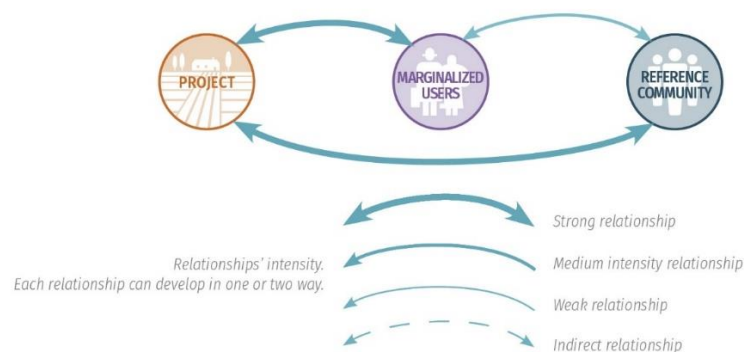 PROJECT
MARGINALIZED
USERS
REFERENCE
COMMUNITY
Strong relationship
Relationships' intensity.
Each relationship can develop in one or two way.
Medium intensity relationship
Weak relationship
Indirect relationship